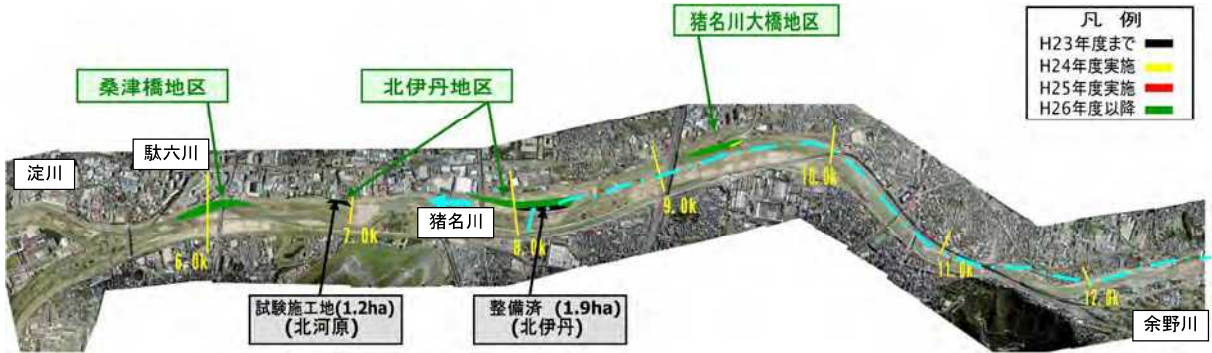 猪名川大橋地区
凡 例
H23年度まで
H24年度実施
H25年度実施
H26年度以降
桑津橋地区
北伊丹地区
駄六川
淀川
猪名川
6.0k
7.0k
8.0k
9.0k
10.0k
11.0k
12.0k
試験施工地(1.2ha)
(北河原)
整備済 (1.9ha)
(北伊丹)
余野川